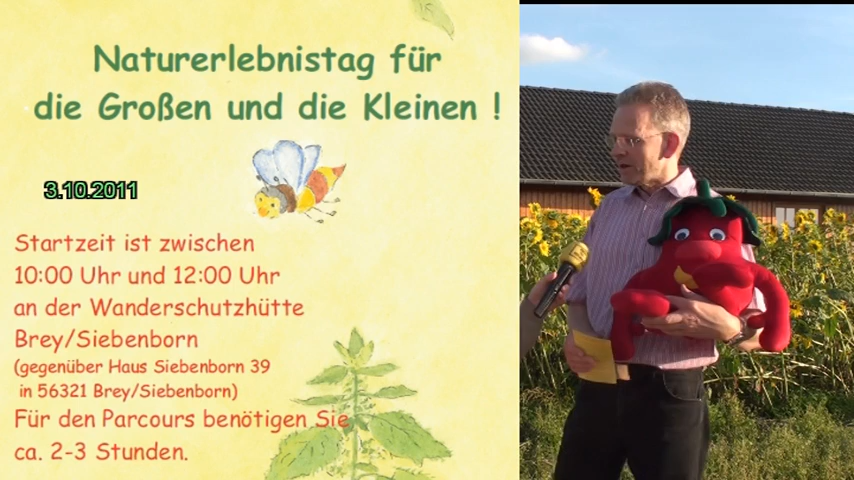 Naturerlebnistag für
die Großen und die Kleinen !
3.10.2011
Startzeit ist zwischen
10:00 Uhr und 12:00 Uhr
an der Wanderschutzhütte
Brey/Siebenborn
(gegenüber Haus Siebenborn 39
in 56321 Brey/Siebenborn)
Für den Parcours benötigen Sie
ca. 2-3 Stunden.